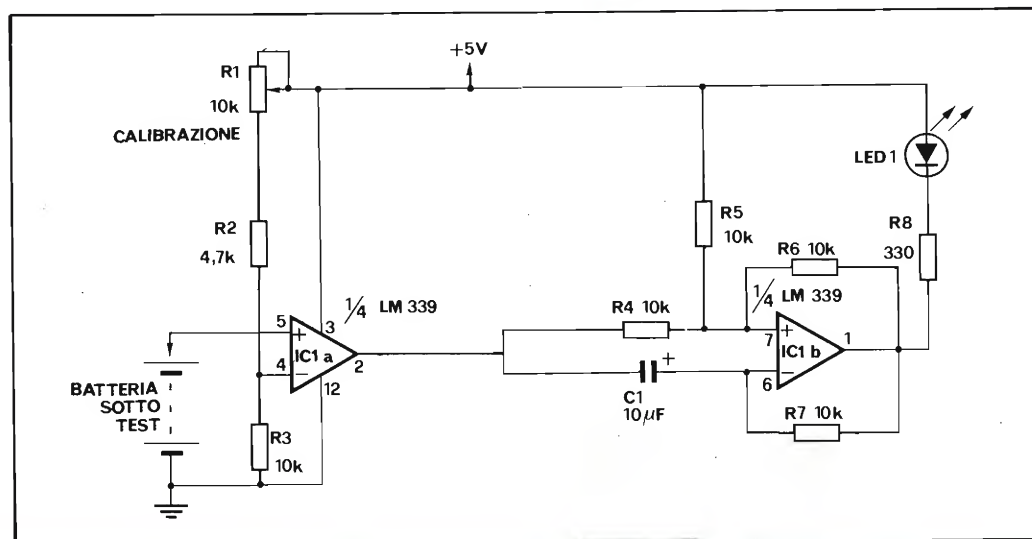 +5V
R1
10k
CALIBRAZIONE
LED 1
R2
4,7k
R5
10k
R8
330
R6 10k
1/4 LM 339
1/4 LM 339
R4 10k
5
+
3
IC1 a
2
4
−
12
7
+
1
IC1 b
6
−
+
C1
10µF
R7 10k
BATTERIA
SOTTO
TEST
R3
10k